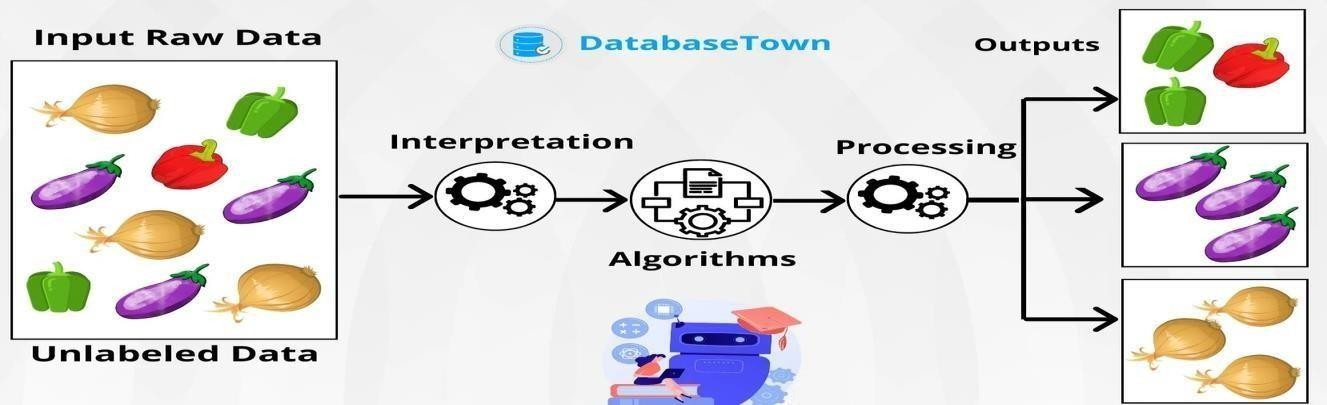 Input Raw Data
DatabaseTown
Outputs
Interpretation
Processing
Algorithms
Unlabeled Data